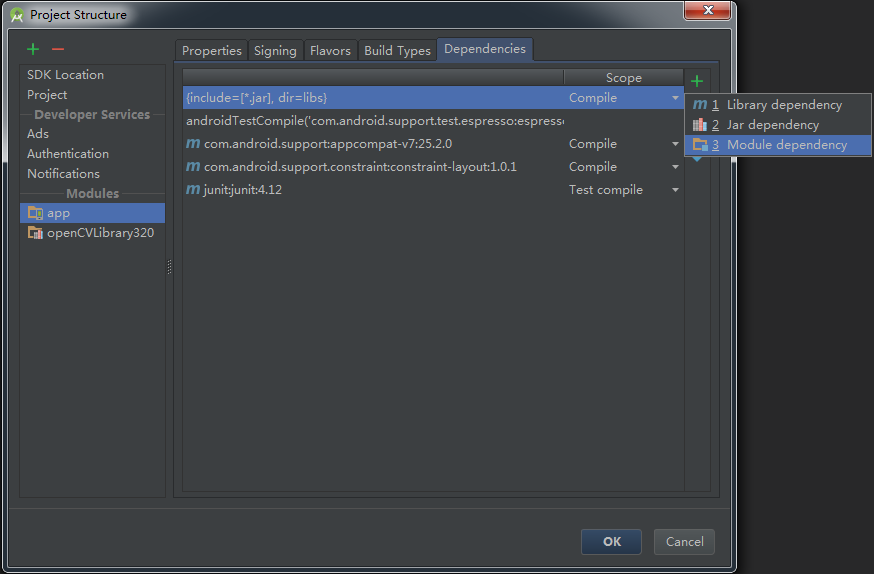 Project Structure
Properties Signing Flavors Build Types Dependencies
SDK Location
Project
Developer Services
Ads
Authentication
Notifications
Modules
app
openCVLibrary320
Scope
{include=[*.jar], dir=libs} Compile
androidTestCompile('com.android.support.test.espresso:espresso
m com.android.support:appcompat-v7:25.2.0 Compile
m com.android.support.constraint:constraint-layout:1.0.1 Compile
m junit:junit:4.12 Test compile
m 1 Library dependency
2 Jar dependency
3 Module dependency
OK Cancel